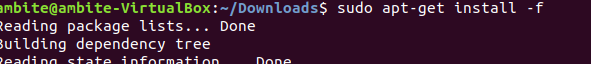 ambite@ambite-VirtualBox:~/Downloads$ sudo apt-get install -f
Reading package lists... Done
Building dependency tree
Reading state information... Done